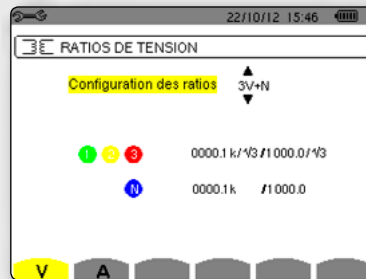 22/10/12 15:46
RATIOS DE TENSION
Configuration des ratios 3V+N
1 2 3 0000.1 k/√3 /1000.0/√3
N 0000.1 k /1000.0
V A